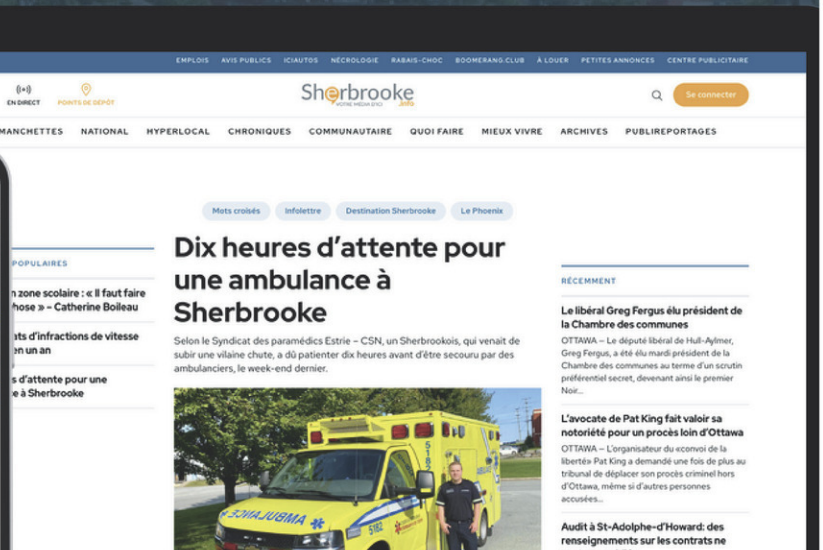 EMPLOIS AVIS PUBLICS ICIAUTOS NÉCROLOGIE RABAIS-CHOC BOOMERANG.CLUB À LOUER PETITES ANNONCES CENTRE PUBLICITAIRE
EN DIRECT POINTS DE DÉPÔT
Sherbrooke
.info
VOTRE MÉDIA D'ICI
Se connecter
MANCHETTES NATIONAL HYPERLOCAL CHRONIQUES COMMUNAUTAIRE QUOI FAIRE MIEUX VIVRE ARCHIVES PUBLIREPORTAGES
Mots croisés Infolettre Destination Sherbrooke Le Phoenix
POPULAIRES
n zone scolaire : « Il faut faire
hose » – Catherine Boileau
ats d'infractions de vitesse
en un an
s d'attente pour une
e à Sherbrooke
Dix heures d'attente pour
une ambulance à
Sherbrooke
Selon le Syndicat des paramédics Estrie – CSN, un Sherbrookois, qui venait de
subir une vilaine chute, a dû patienter dix heures avant d'être secouru par des
ambulanciers, le week-end dernier.
5182
AMBULANCE
AMBULANCE
5182
RÉCEMMENT
Le libéral Greg Fergus élu président de
la Chambre des communes
OTTAWA – Le député libéral de Hull-Aylmer,
Greg Fergus, a été élu mardi président de la
Chambre des communes au terme d'un scrutin
préférentiel secret, devenant ainsi le premier
Noir...
L'avocate de Pat King fait valoir sa
notoriété pour un procès loin d'Ottawa
OTTAWA – L'organisateur du «convoi de la
liberté» Pat King a demandé une fois de plus au
tribunal de déplacer son procès criminel hors
d'Ottawa, même si d'autres personnes
accusées...
Audit à St-Adolphe-d'Howard: des
renseignements sur les contrats ne